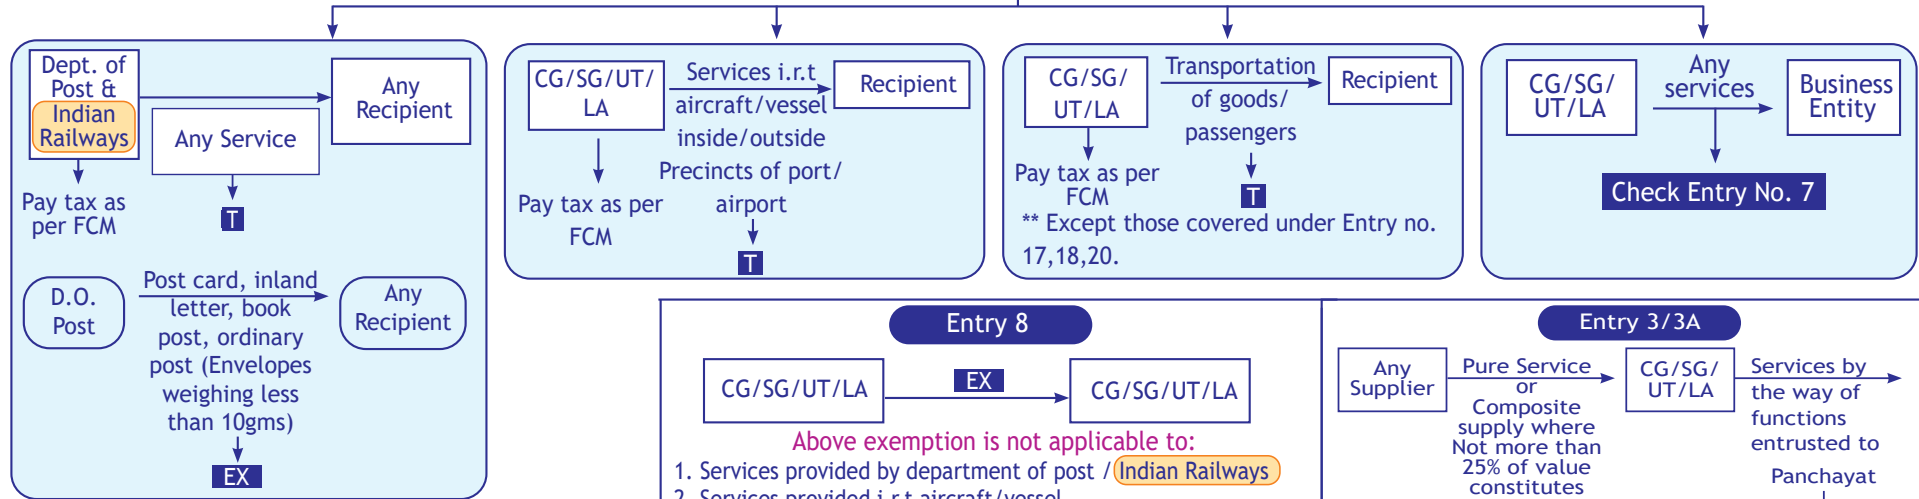 Dept. of
Post &
Indian
Railways
Any
Recipient
Any Service
Pay tax as
per FCM
T
D.O.
Post
Post card, inland
letter, book
post, ordinary
post (Envelopes
weighing less
than 10gms)
Any
Recipient
EX
CG/SG/UT/
LA
Services i.r.t
aircraft/vessel
inside/outside
Precincts of port/
airport
Recipient
Pay tax as per
FCM
T
CG/SG/
UT/LA
Transportation
of goods/
passengers
Recipient
Pay tax as per
FCM
T
** Except those covered under Entry no.
17,18,20.
CG/SG/
UT/LA
Any
services
Business
Entity
Check Entry No. 7
Entry 8
CG/SG/UT/LA
EX
CG/SG/UT/LA
Above exemption is not applicable to:
1. Services provided by department of post / Indian Railways
2. Services provided i.r.t aircraft/vessel
Entry 3/3A
Any
Supplier
Pure Service
or
Composite
supply where
Not more than
25% of value
constitutes
CG/SG/
UT/LA
Services by
the way of
functions
entrusted to
Panchayat